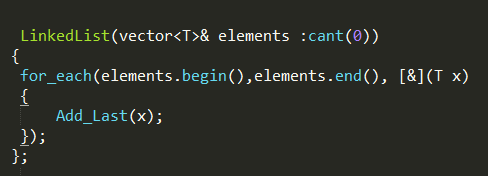 LinkedList(vector<T>& elements :cant(0))
{
for_each(elements.begin(),elements.end(), [&](T x)
{
Add_Last(x);
});
};